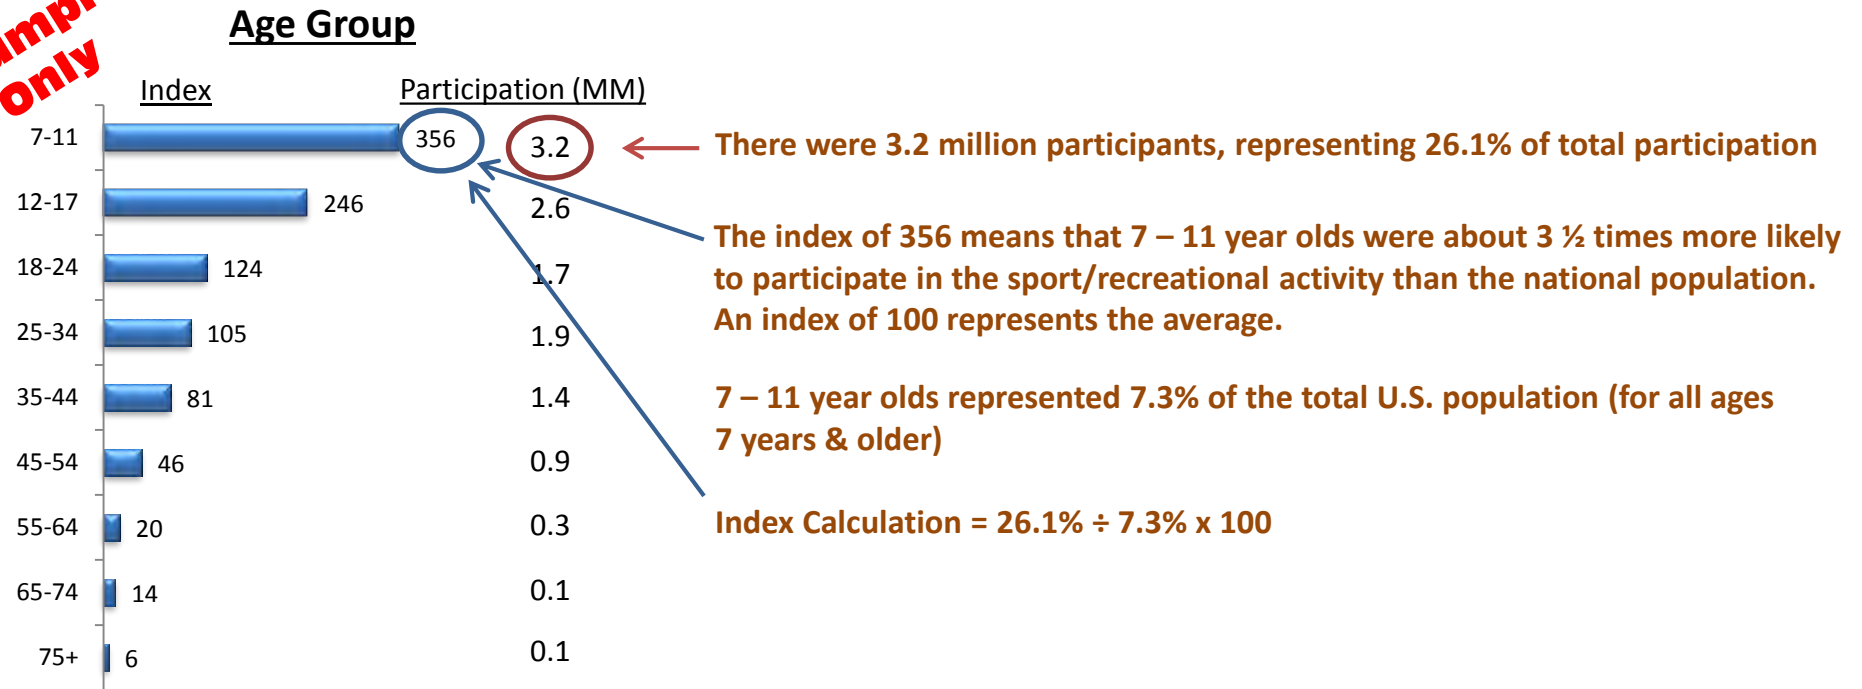 Only
Age Group
Index Participation (MM)
7-11 356 3.2
There were 3.2 million participants, representing 26.1% of total participation
12-17 246 2.6
The index of 356 means that 7 – 11 year olds were about 3 ½ times more likely
to participate in the sport/recreational activity than the national population.
An index of 100 represents the average.
18-24 124 1.7
25-34 105 1.9
35-44 81 1.4
7 – 11 year olds represented 7.3% of the total U.S. population (for all ages
7 years & older)
45-54 46 0.9
55-64 20 0.3
Index Calculation = 26.1% ÷ 7.3% x 100
65-74 14 0.1
75+ 6 0.1